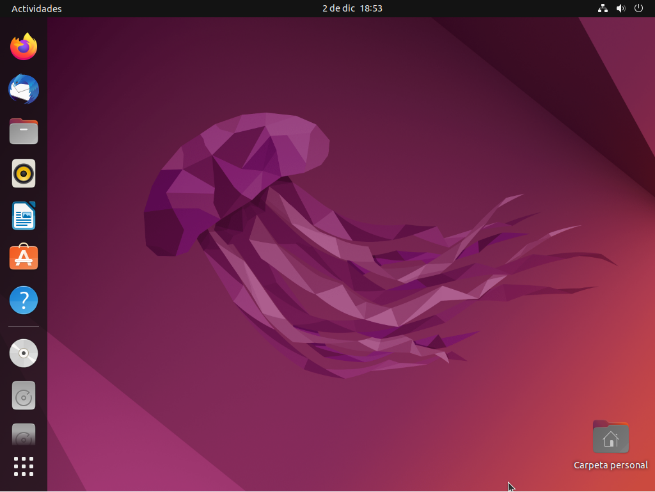 Actividades
2 de dic 18:53
Carpeta personal